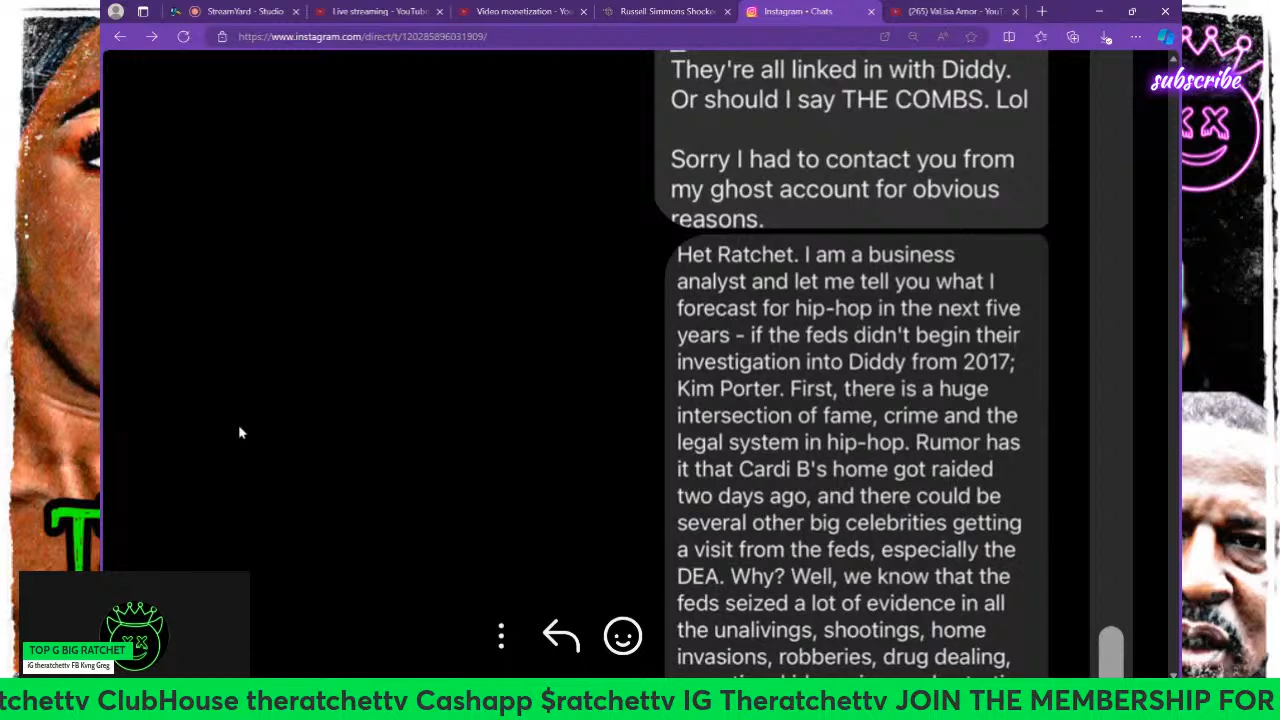 StreamYard - Studio
Live streaming - YouTube
Video monetization - Yo
Russell Simmons Shocke
Instagram • Chats
(265) Va
https://www.instagram.com/direct/t/120285896031909/
subscribe
They're all linked in with Diddy.
Or should I say THE COMBS. Lol
Sorry I had to contact you from
my ghost account for obvious
reasons.
Het Ratchet. I am a business
analyst and let me tell you what I
forecast for hip-hop in the next five
years - if the feds didn't begin their
investigation into Diddy from 2017;
Kim Porter. First, there is a huge
intersection of fame, crime and the
legal system in hip-hop. Rumor has
it that Cardi B's home got raided
two days ago, and there could be
several other big celebrities getting
a visit from the feds, especially the
DEA. Why? Well, we know that the
feds seized a lot of evidence in all
the unalivings, shootings, home
invasions, robberies, drug dealing,
TOP G BIG RATCHET
iG theratchettv FB Kvng Greg
tchettv ClubHouse theratchettv Cashapp $ratchettv IG Theratchettv JOIN THE MEMBERSHIP FOR